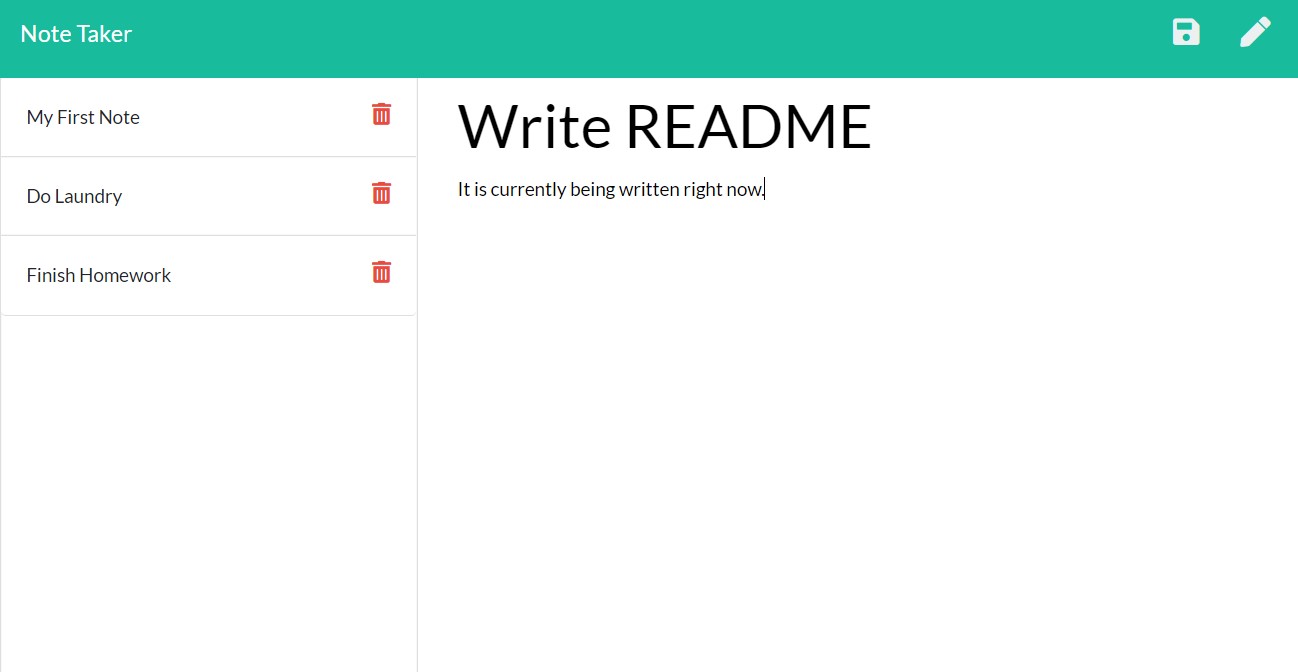 Note Taker
My First Note
Do Laundry
Finish Homework
Write README
It is currently being written right now.